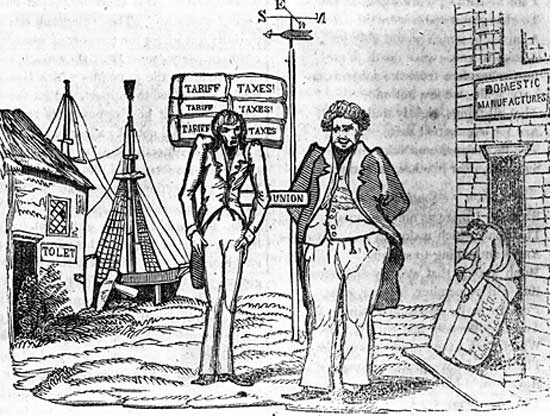 E
S N
TARIFF TAXES!
TARIFF TAXES!
TARIFF TAXES
DOMESTIC
MANUFACTURES
UNION
TO LET